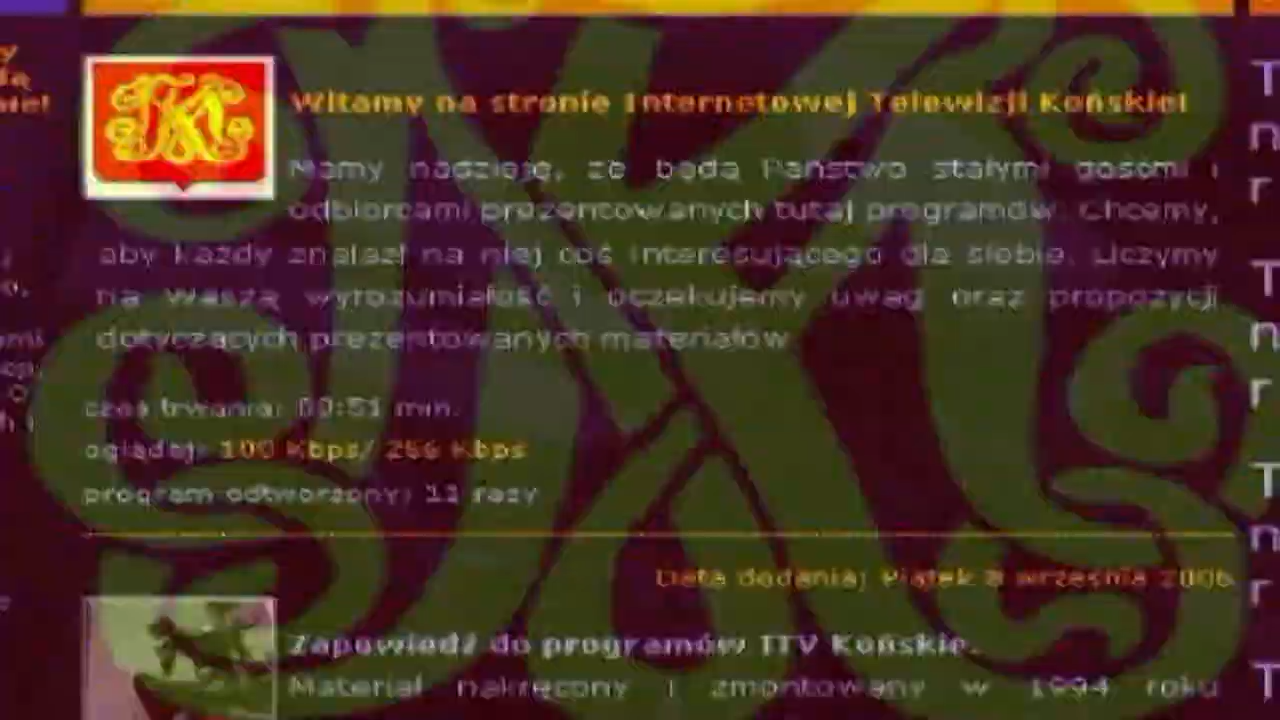 Witamy na stronie Internetowej Telewizji Końskie!
Mamy nadzieję, że będą Państwo stałymi gośćmi i
odbiorcami prezentowanych tutaj programów. Chcemy,
aby każdy znalazł na niej coś interesującego dla siebie. Liczymy
na Waszą wyrozumiałość i oczekujemy uwag oraz propozycji
dotyczących prezentowanych materiałów
czas trwania: 00:51 min.
oglądaj: 100 Kbps/ 256 Kbps
program odtworzony: 11 razy
Data dodania: Piątek 8 września 2006
Zapowiedź do programów ITV Końskie.
Materiał nakręcony i zmontowany w 1994 roku